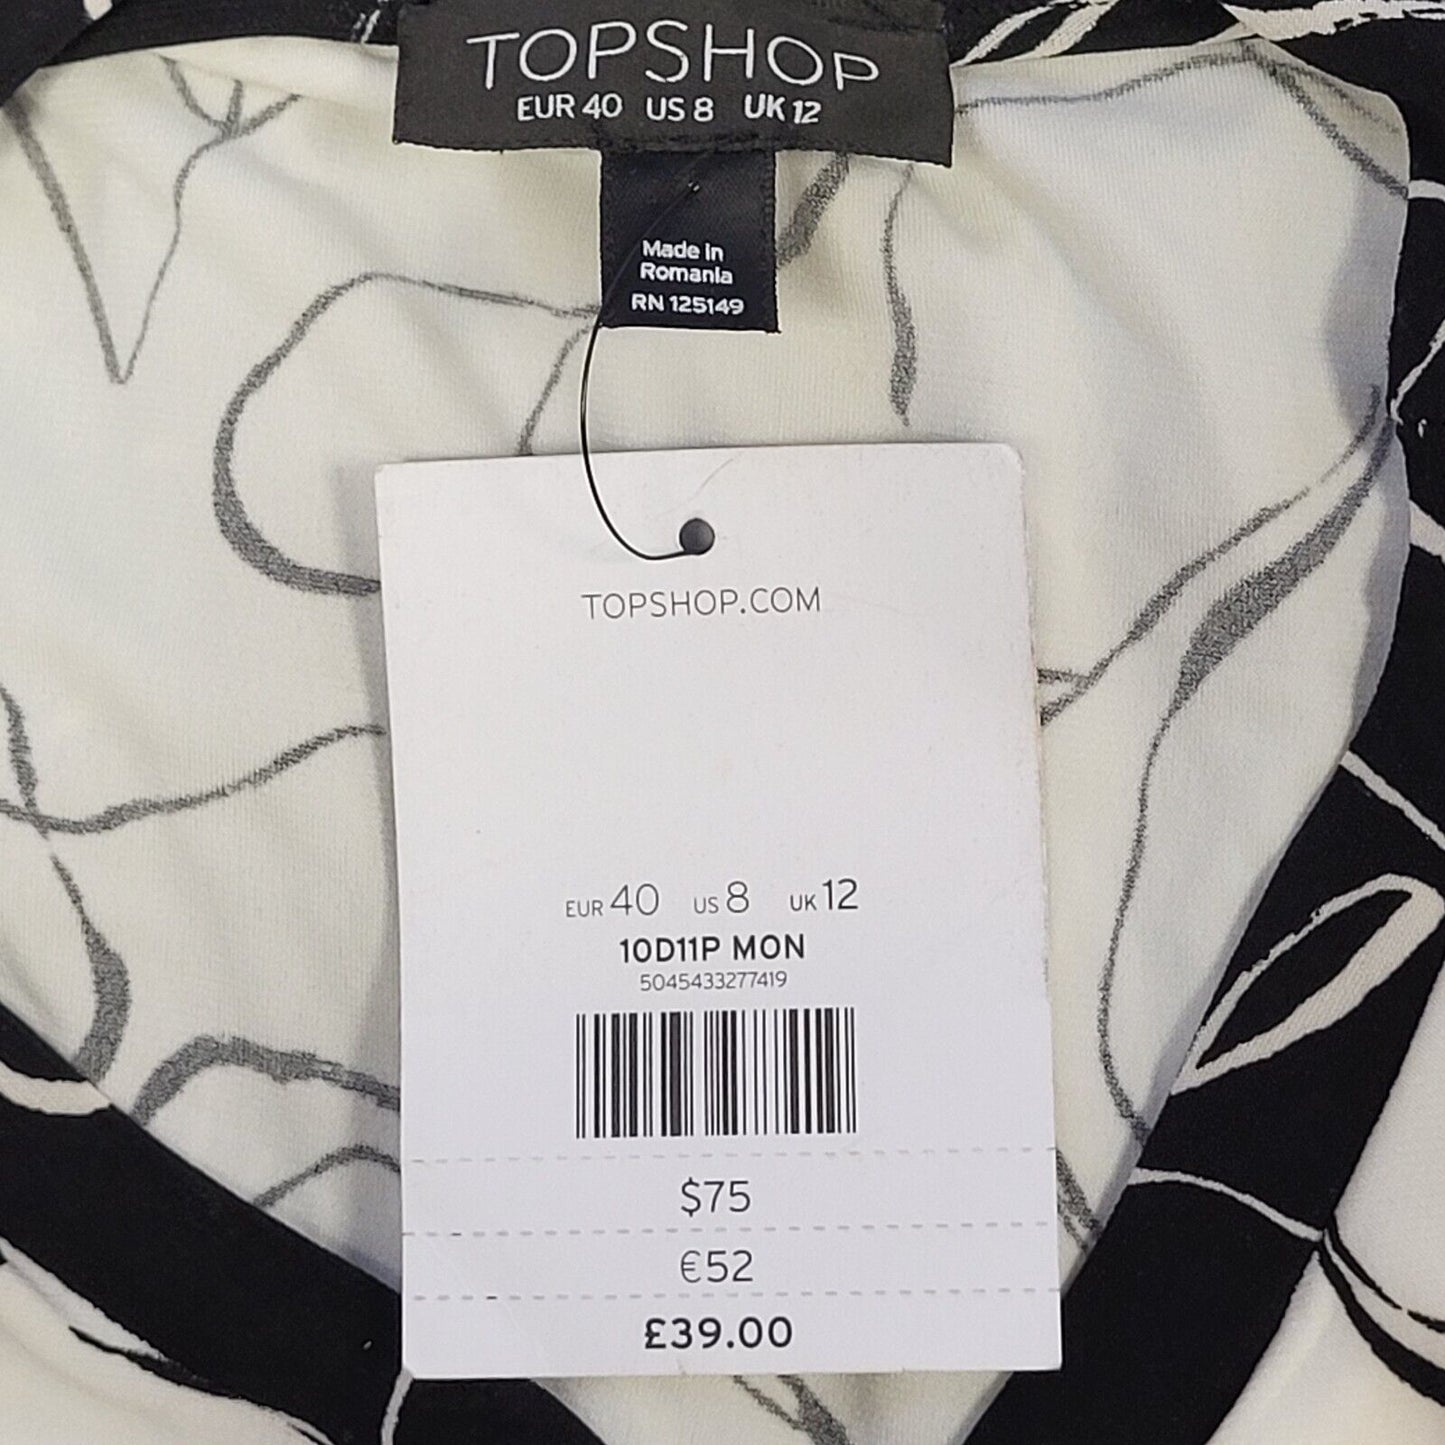 TOPSHOP
EUR 40 US 8 UK 12
Made in
Romania
RN 125149
TOPSHOP.COM
EUR 40 US 8 UK 12
10D11P MON
5045433277419
$75
€52
£39.00